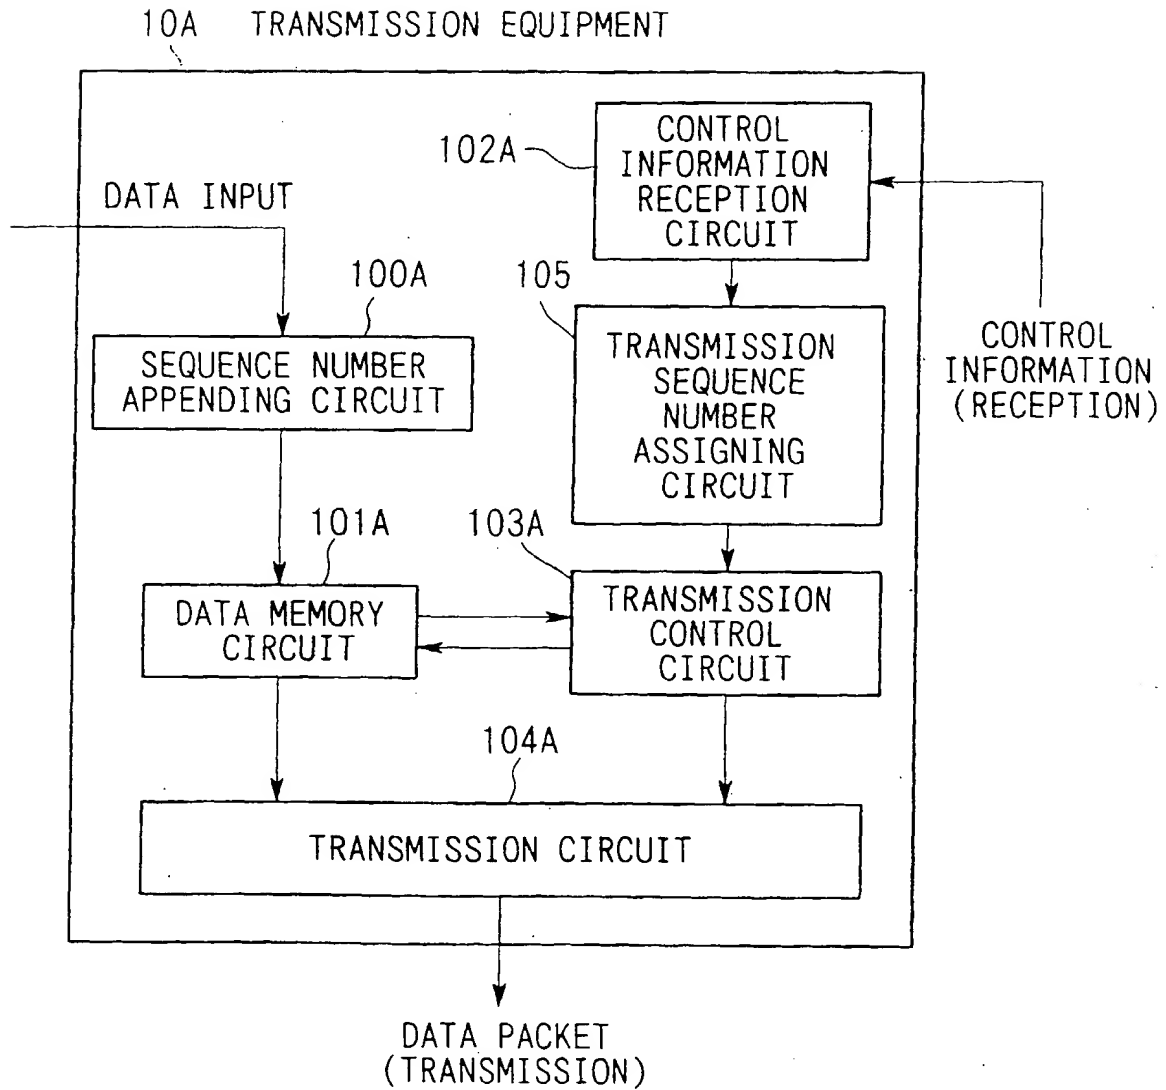 10A TRANSMISSION EQUIPMENT
102A
CONTROL
INFORMATION
RECEPTION
CIRCUIT
DATA INPUT
100A
105
SEQUENCE NUMBER
APPENDING CIRCUIT
TRANSMISSION
SEQUENCE
NUMBER
ASSIGNING
CIRCUIT
CONTROL
INFORMATION
(RECEPTION)
101A
103A
DATA MEMORY
CIRCUIT
TRANSMISSION
CONTROL
CIRCUIT
104A
TRANSMISSION CIRCUIT
DATA PACKET
(TRANSMISSION)